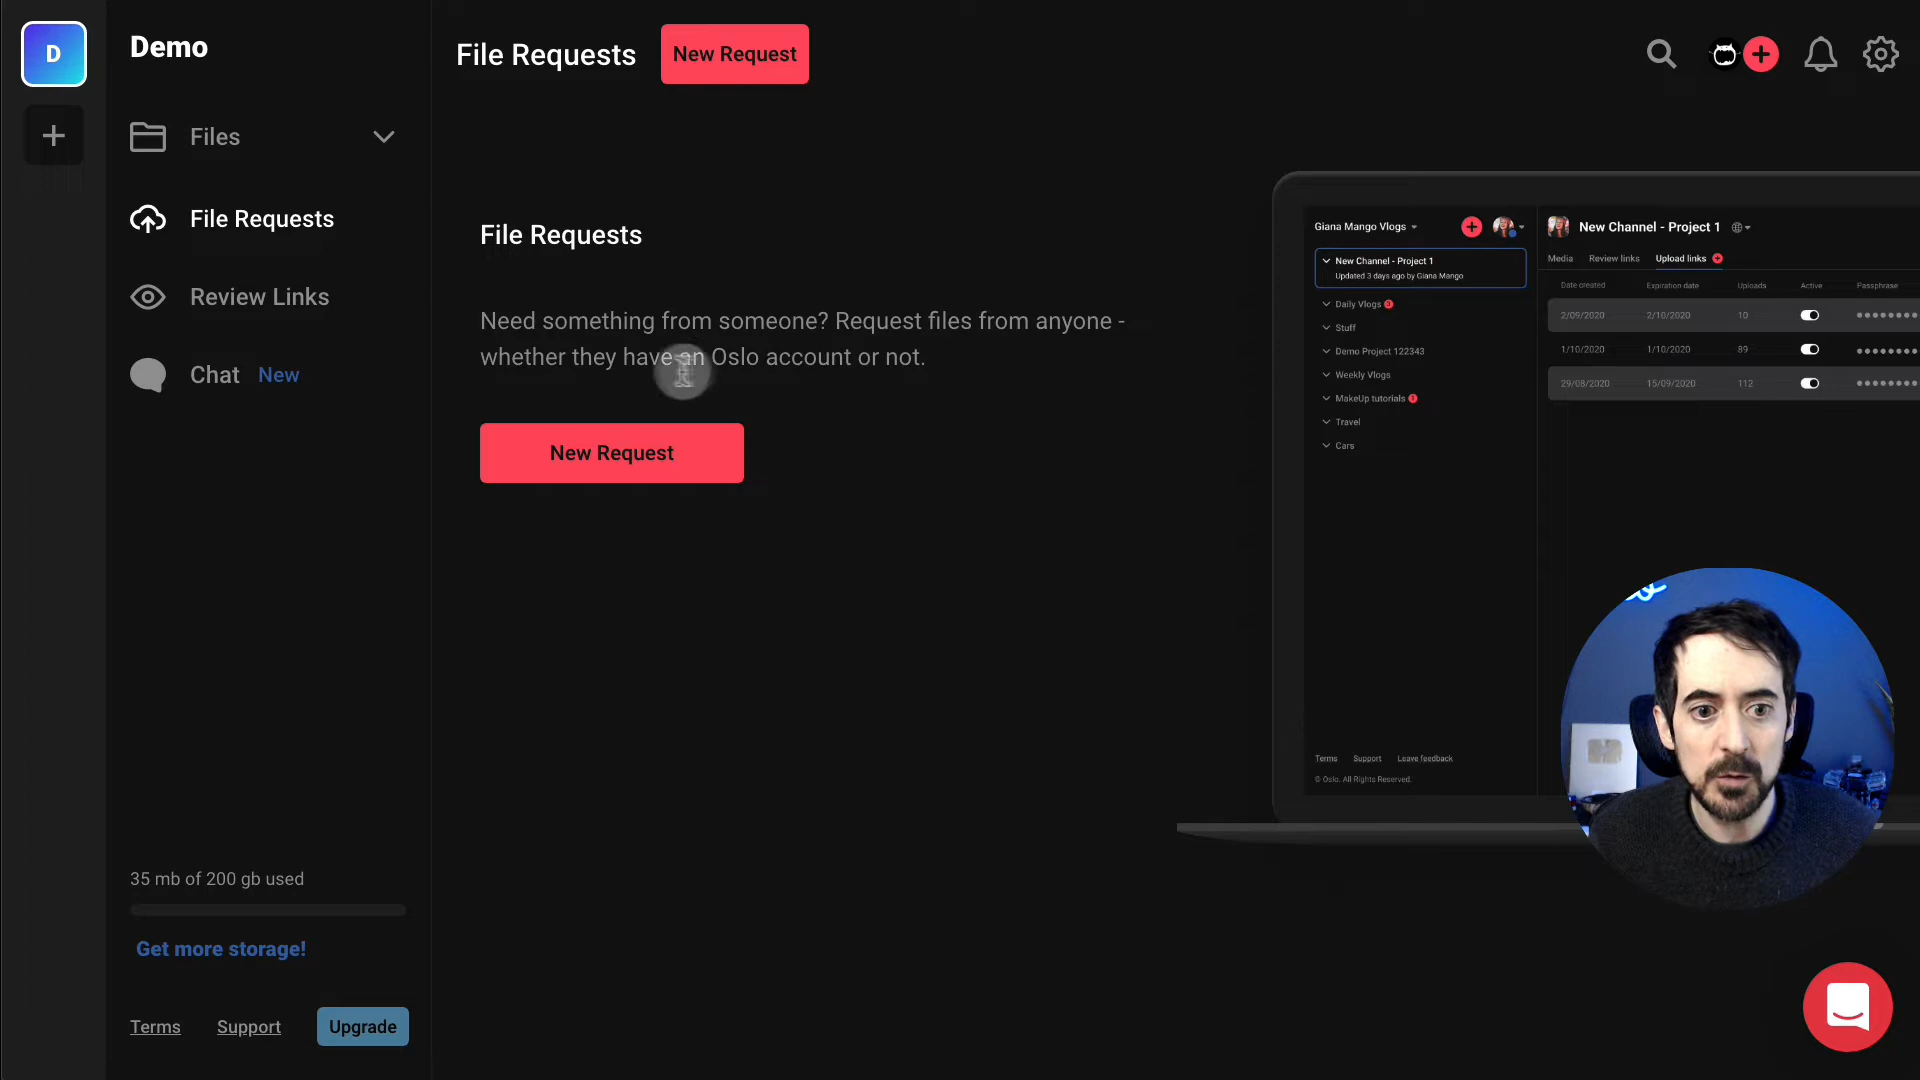 D
Demo
Files
File Requests
Review Links
Chat New
35 mb of 200 gb used
Get more storage!
Terms Support Upgrade
File Requests New Request
File Requests
Need something from someone? Request files from anyone -
whether they have an Oslo account or not.
New Request
Giana Mango Vlogs
New Channel - Project 1
Updated 3 days ago by Giana Mango
Daily Vlogs 3
Stuff
Demo Project 122343
Weekly Vlogs
MakeUp tutorials 1
Travel
Cars
Terms Support Leave feedback
© Oslo. All Rights Reserved.
New Channel - Project 1
Media Review links Upload links
Date created Expiration date Uploads Active Passphrase
2/09/2020 2/10/2020 10
1/10/2020 1/10/2020 89
29/08/2020 15/09/2020 112